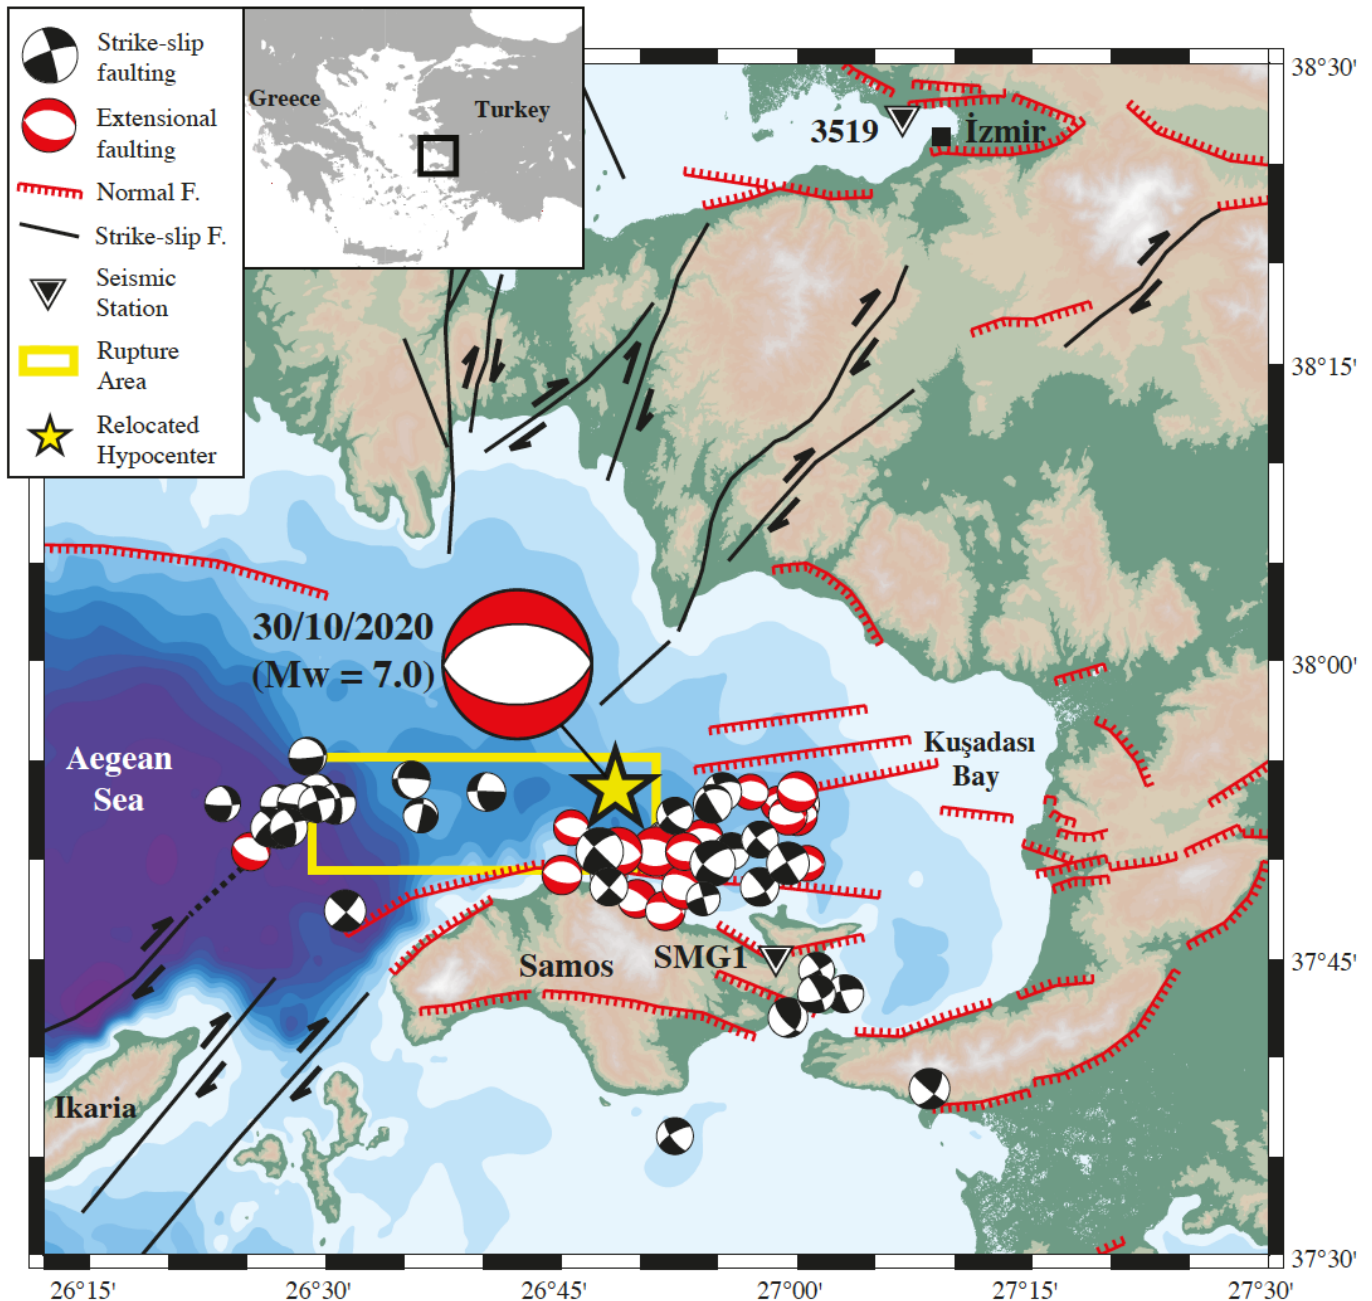 Strike-slip
faulting
Extensional
faulting
Normal F.
Strike-slip F.
Seismic
Station
Rupture
Area
Relocated
Hypocenter
Greece
Turkey
3519
İzmir
30/10/2020
(Mw = 7.0)
Aegean
Sea
Kuşadası
Bay
Samos
SMG1
Ikaria
38°30'
38°15'
38°00'
37°45'
37°30'
26°15'
26°30'
26°45'
27°00'
27°15'
27°30'